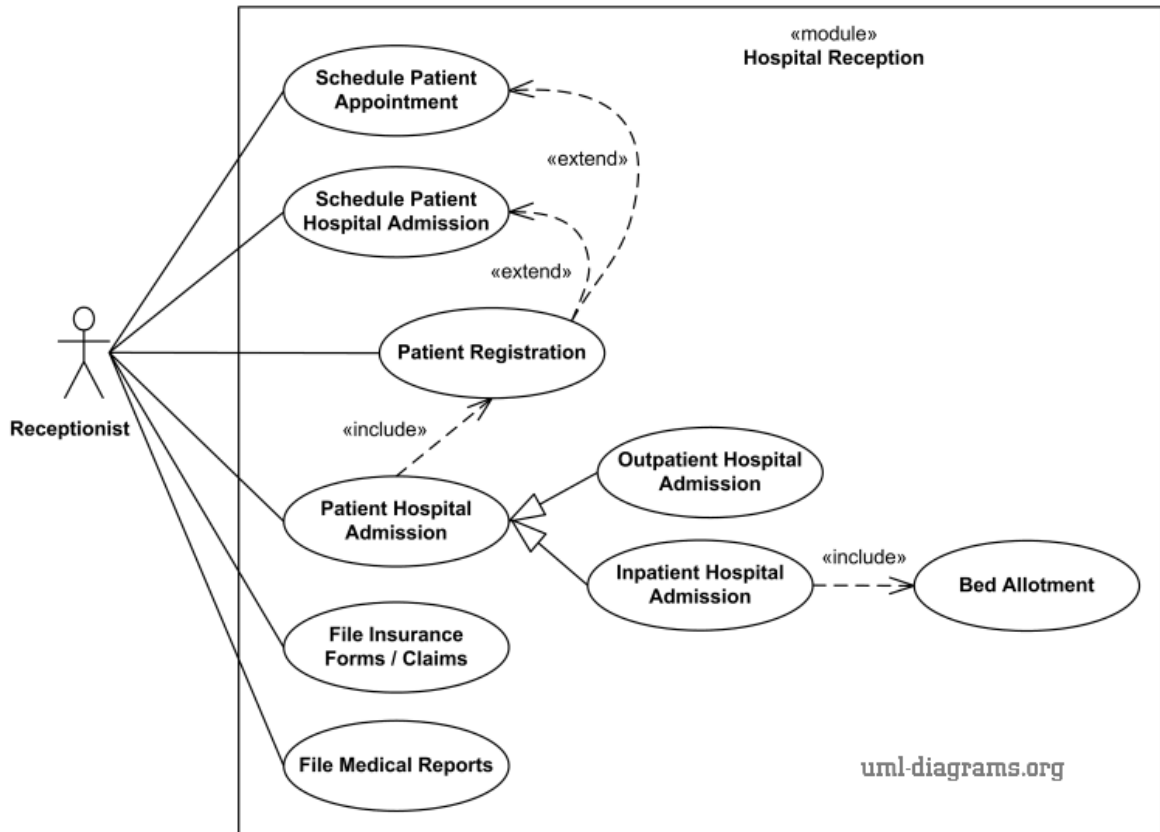 «module»
Hospital Reception
Schedule Patient
Appointment
«extend»
Schedule Patient
Hospital Admission
«extend»
Patient Registration
Receptionist
«include»
Outpatient Hospital
Admission
Patient Hospital
Admission
«include»
Inpatient Hospital
Admission
Bed Allotment
File Insurance
Forms / Claims
File Medical Reports
uml-diagrams.org